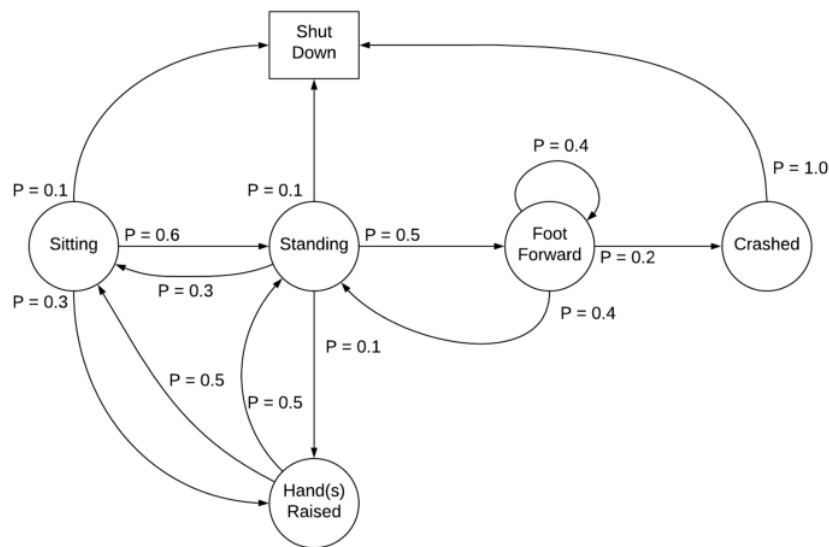 Shut
Down
P = 0.4
P = 1.0
P = 0.1
P = 0.1
Sitting
P = 0.6
Standing
P = 0.5
Foot
Forward
P = 0.2
Crashed
P = 0.3
P = 0.3
P = 0.4
P = 0.1
P = 0.5
P = 0.5
Hand(s)
Raised